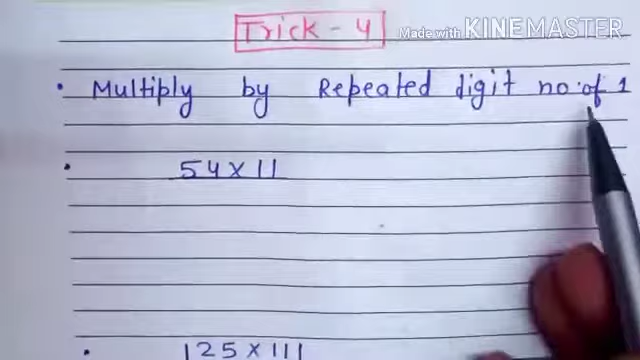 Trick - 4
Made with KINEMASTER
• Multiply by Repeated digit no. of 1
• 54 x 11
• 125 x 111